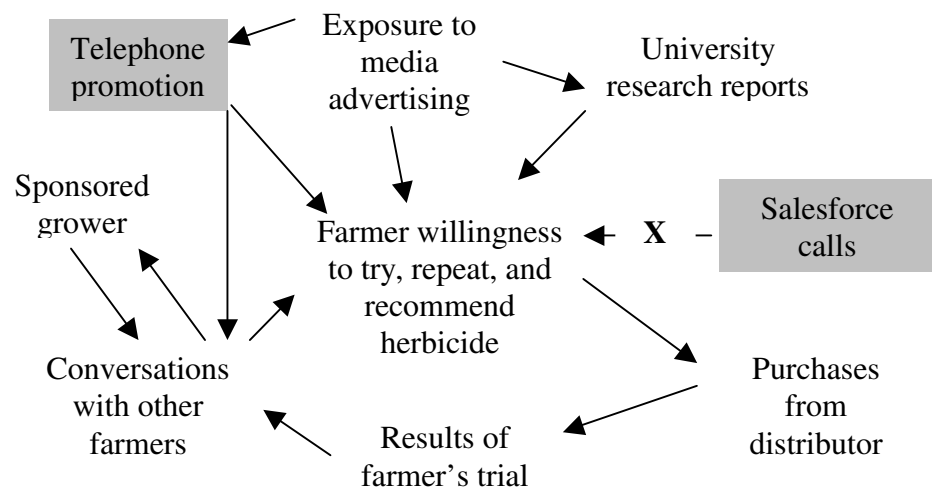 Telephone
promotion
Exposure to
media
advertising
University
research reports
Sponsored
grower
Farmer willingness
to try, repeat, and
recommend
herbicide
X
Salesforce
calls
Conversations
with other
farmers
Results of
farmer’s trial
Purchases
from
distributor